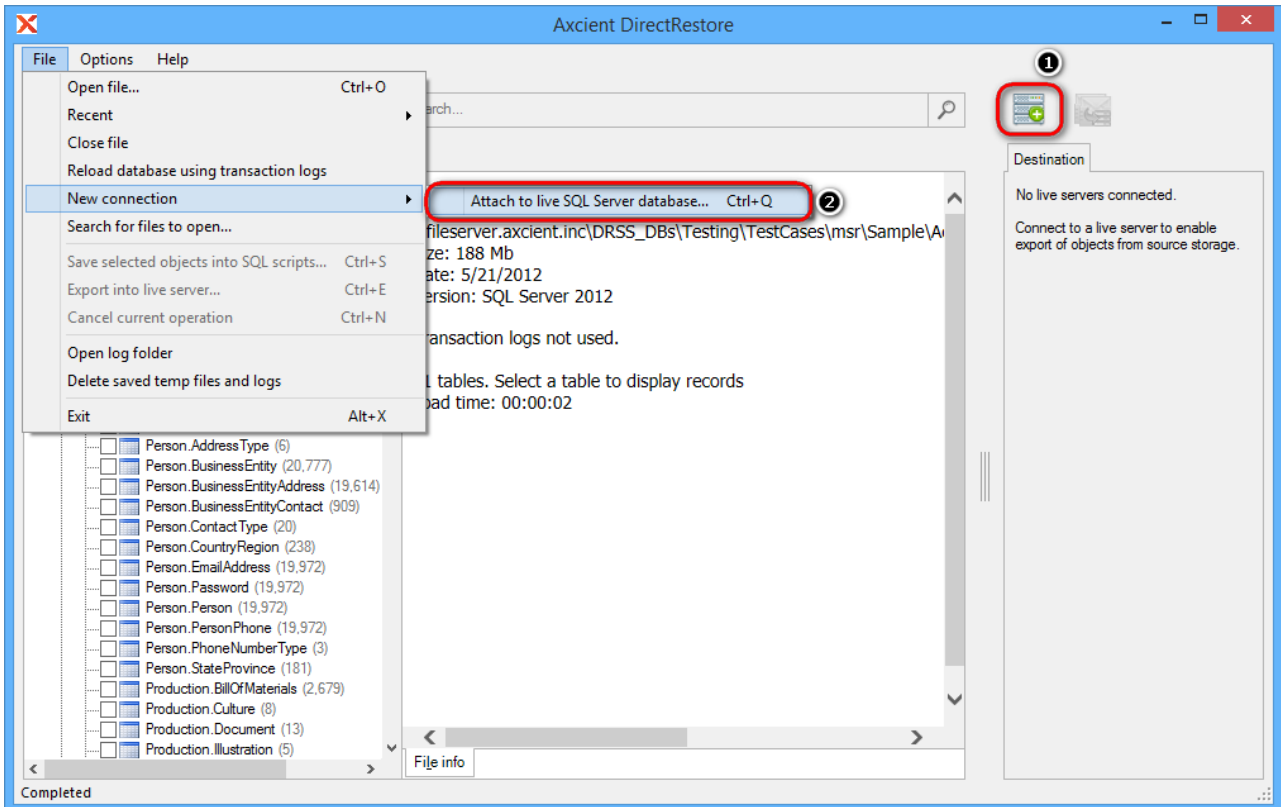 Axcient DirectRestore
File Options Help
❶
Open file... Ctrl+O
Recent
Close file
Reload database using transaction logs
New connection
Search for files to open...
Save selected objects into SQL scripts... Ctrl+S
Export into live server... Ctrl+E
Cancel current operation Ctrl+N
Open log folder
Delete saved temp files and logs
Exit Alt+X
Attach to live SQL Server database... Ctrl+Q
❷
arch...
fileserver.axcient.inc\DRSS_DBs\Testing\TestCases\msr\Sample\A
ze: 188 Mb
ate: 5/21/2012
ersion: SQL Server 2012
ansaction logs not used.
1 tables. Select a table to display records
oad time: 00:00:02
Person.AddressType (6)
Person.BusinessEntity (20,777)
Person.BusinessEntityAddress (19,614)
Person.BusinessEntityContact (909)
Person.ContactType (20)
Person.CountryRegion (238)
Person.EmailAddress (19,972)
Person.Password (19,972)
Person.Person (19,972)
Person.PersonPhone (19,972)
Person.PhoneNumberType (3)
Person.StateProvince (181)
Production.BillOfMaterials (2,679)
Production.Culture (8)
Production.Document (13)
Production.Illustration (5)
File info
Destination
No live servers connected.
Connect to a live server to enable
export of objects from source storage.
Completed